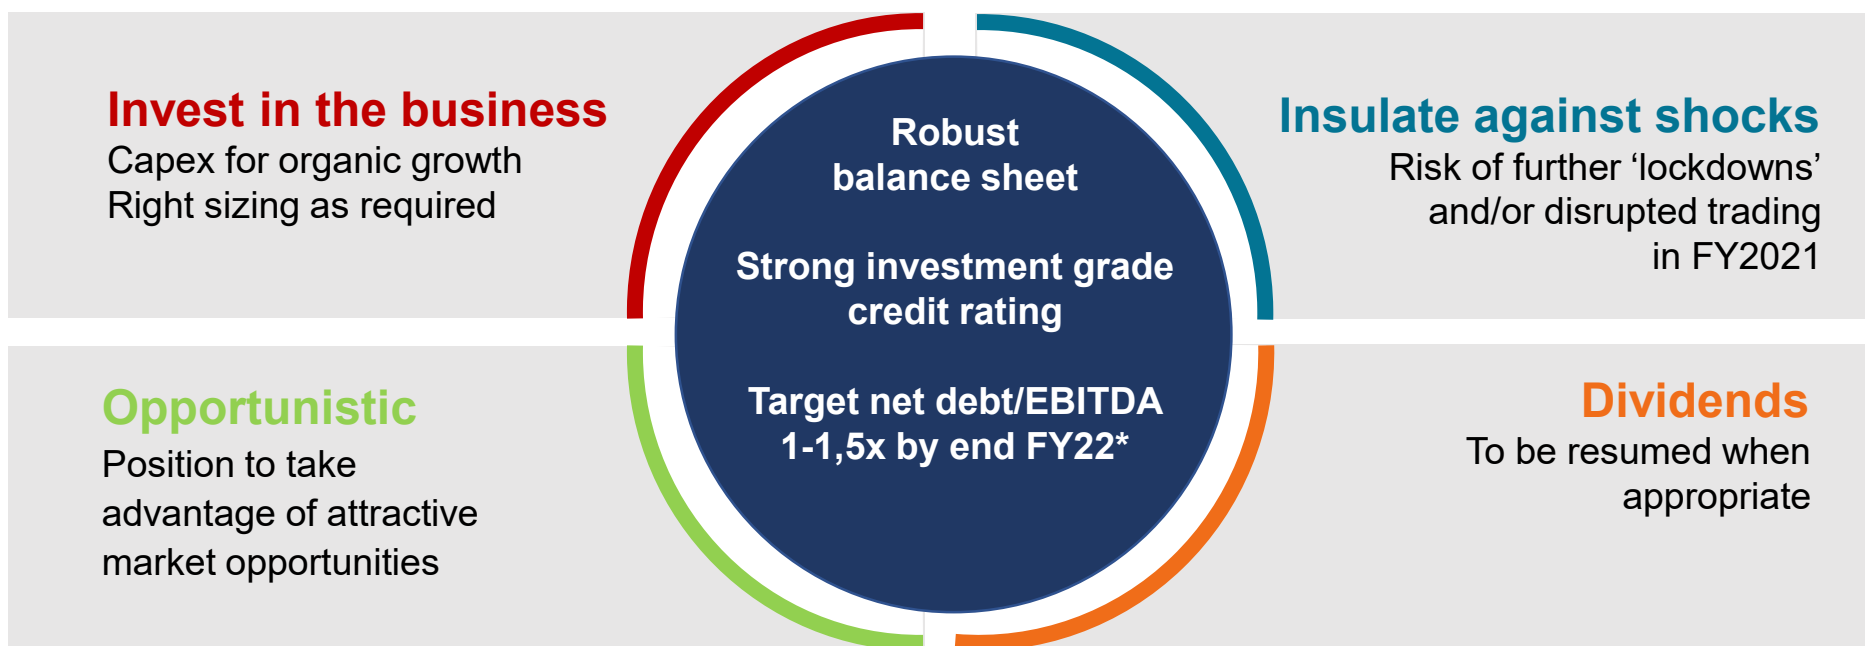 Invest in the business
Capex for organic growth
Right sizing as required
Robust
balance sheet
Strong investment grade
credit rating
Target net debt/EBITDA
1-1,5x by end FY22*
Insulate against shocks
Risk of further ‘lockdowns’
and/or disrupted trading
in FY2021
Opportunistic
Position to take
advantage of attractive
market opportunities
Dividends
To be resumed when
appropriate